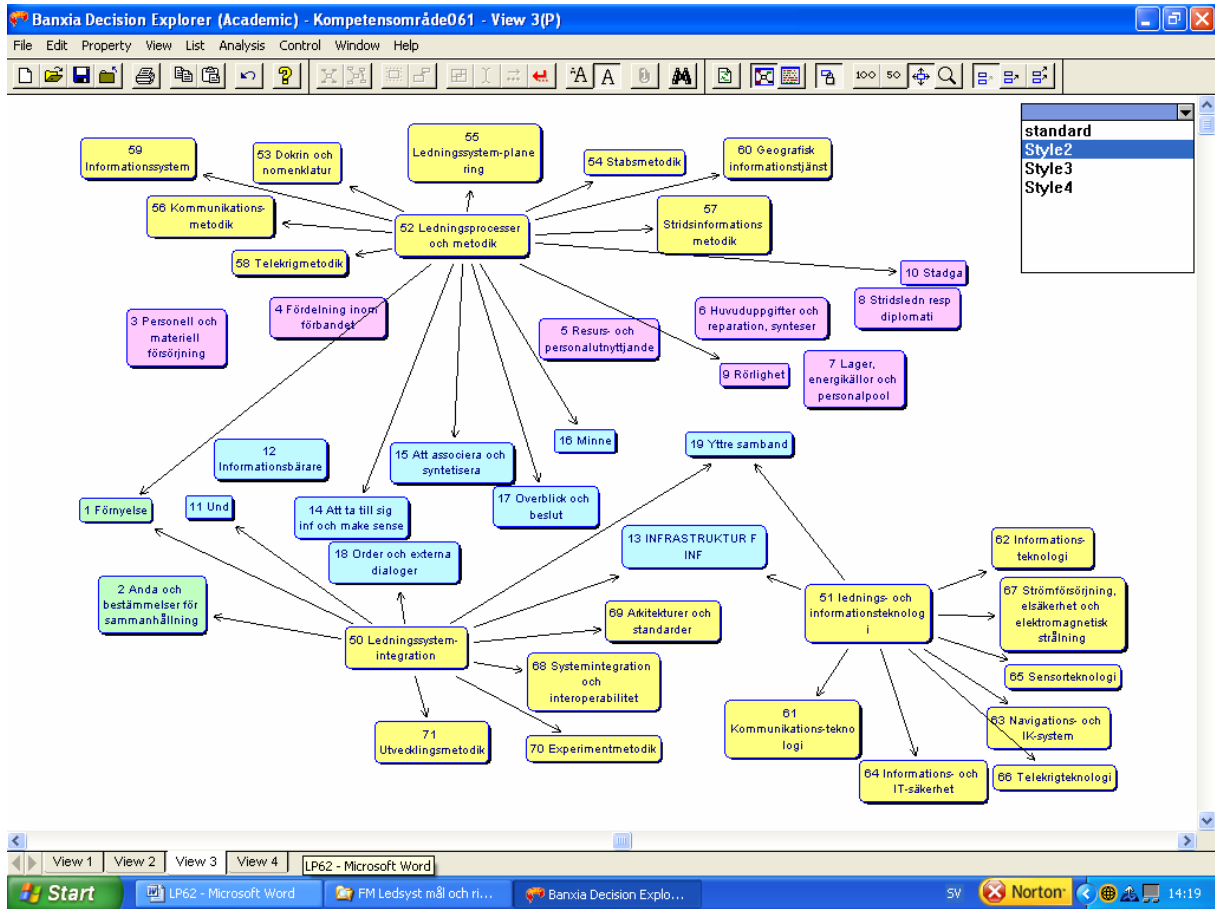 Banxia Decision Explorer (Academic) - Kompetensområde061 - View 3(P)
File Edit Property View List Analysis Control Window Help
100 50
standard
Style2
Style3
Style4
59
Informationssystem
53 Dokrin och
nomenklatur
55
Ledningssystem-plane
ring
54 Stabsmetodik
60 Geografisk
informationstjänst
56 Kommunikations-
metodik
52 Ledningsprocesser
och metodik
57
Stridsinformations
metodik
58 Telekrigmetodik
10 Stadga
3 Personell och
materiell
försörjning
4 Fördelning inom
förbandet
5 Resurs- och
personalutnyttjande
6 Huvuduppgifter och
reparation, synteser
8 Stridsledn resp
diplomati
9 Rörlighet
7 Lager,
energikällor och
personalpool
12
Informationsbärare
15 Att associera och
syntetisera
16 Minne
19 Yttre samband
1 Förnyelse
11 Und
14 Att ta till sig
inf och make sense
17 Overblick och
beslut
18 Order och externa
dialoger
13 INFRASTRUKTUR F
INF
62 Informations-
teknologi
2 Anda och
bestämmelser för
sammanhållning
50 Ledningssystem-
integration
69 Arkitekturer och
standarder
51 lednings- och
informationsteknolog
i
67 Strömförsörjning,
elsäkerhet och
elektromagnetisk
strålning
68 Systemintegration
och
interoperabilitet
65 Sensorteknologi
71
Utvecklingsmetodik
70 Experimentmetodik
61
Kommunikations-tekno
logi
63 Navigations- och
IK-system
64 Informations- och
IT-säkerhet
66 Telekrigteknologi
View 1 View 2 View 3 View 4
LP62 - Microsoft Word
Start LP62 - Microsoft Word FM Ledsyst mål och ri... Banxia Decision Explo... SV Norton 14:19